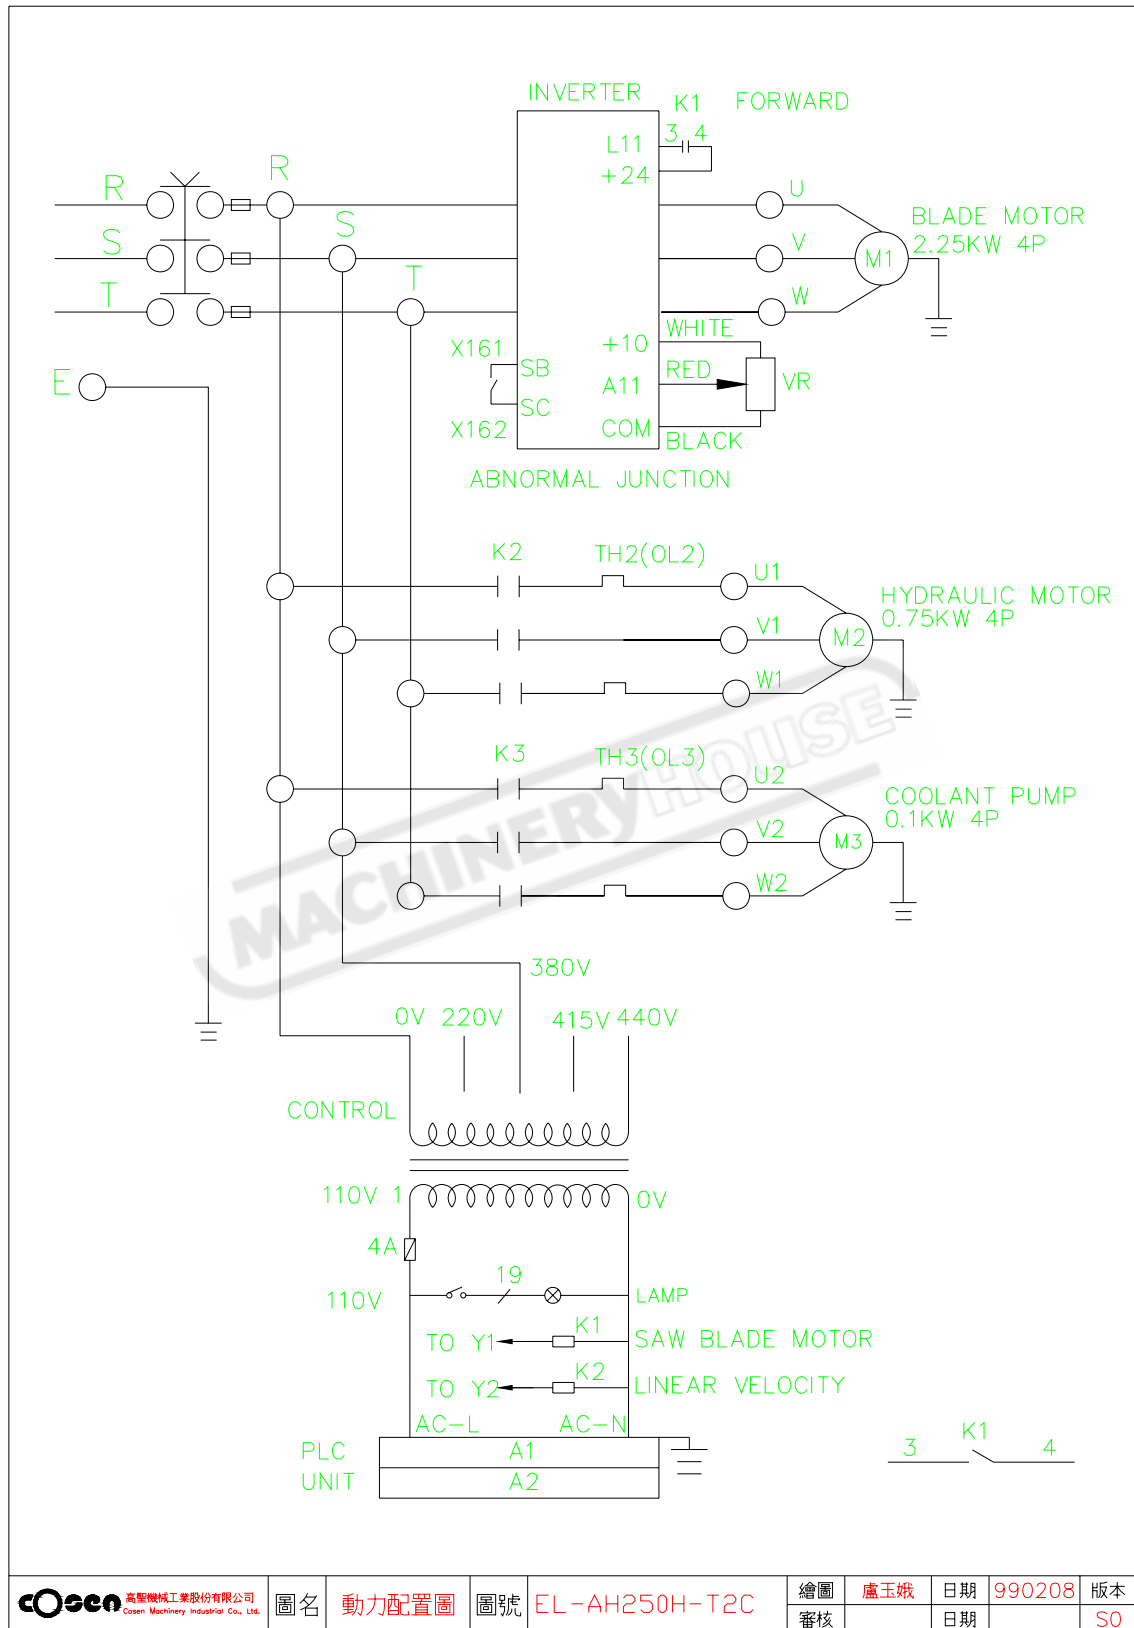 INVERTER
K1 FORWARD
3 4
L11
+24
R
R
S
S
T
T
U
V
W
M1
BLADE MOTOR
2.25KW 4P
X161
SB
SC
X162
+10
A11
COM
WHITE
RED
BLACK
VR
E
ABNORMAL JUNCTION
K2
TH2(OL2)
U1
V1
W1
M2
HYDRAULIC MOTOR
0.75KW 4P
K3
TH3(OL3)
U2
V2
W2
M3
COOLANT PUMP
0.1KW 4P
MACHINERYHOUSE
380V
0V 220V 415V 440V
CONTROL
110V 1
0V
4A
110V
19
LAMP
TO Y1
K1
SAW BLADE MOTOR
TO Y2
K2
LINEAR VELOCITY
AC-L AC-N
PLC A1
UNIT A2
3 K1 4
cosen 高聖機械工業股份有限公司
Cosen Machinery Industrial Co., Ltd.
圖名 動力配置圖 圖號 EL-AH250H-T2C
繪圖 盧玉娥 日期 990208 版本
審核 日期 S0